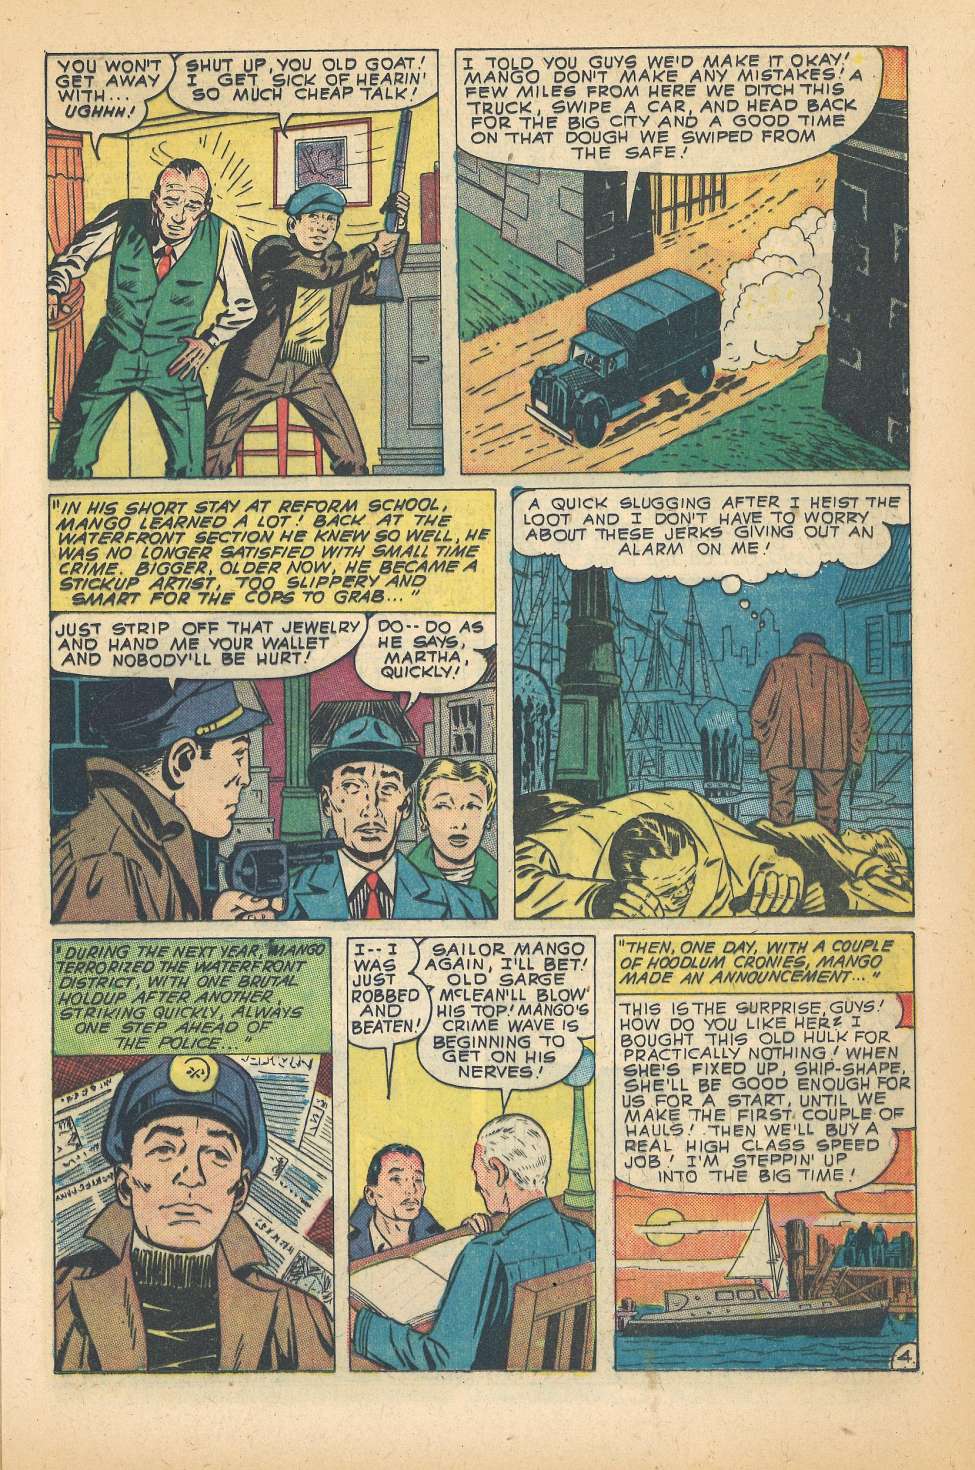 YOU WON'T
GET AWAY
WITH...
UGHHH!
SHUT UP, YOU OLD GOAT!
I GET SICK OF HEARIN'
SO MUCH CHEAP TALK!
I TOLD YOU GUYS WE'D MAKE IT OKAY!
MANGO DON'T MAKE ANY MISTAKES! A
FEW MILES FROM HERE WE DITCH THIS
TRUCK, SWIPE A CAR, AND HEAD BACK
FOR THE BIG CITY AND A GOOD TIME
ON THAT DOUGH WE SWIPED FROM
THE SAFE!
"IN HIS SHORT STAY AT REFORM SCHOOL,
MANGO LEARNED A LOT! BACK AT THE
WATERFRONT SECTION HE KNEW SO WELL, HE
WAS NO LONGER SATISFIED WITH SMALL TIME
CRIME. BIGGER, OLDER NOW, HE BECAME A
STICKUP ARTIST, TOO SLIPPERY AND
SMART FOR THE COPS TO GRAB..."
JUST STRIP OFF THAT JEWELRY
AND HAND ME YOUR WALLET
AND NOBODY'LL BE HURT!
DO-- DO AS
HE SAYS,
MARTHA,
QUICKLY!
A QUICK SLUGGING AFTER I HEIST THE
LOOT AND I DON'T HAVE TO WORRY
ABOUT THESE JERKS GIVING OUT AN
ALARM ON ME!
"DURING THE NEXT YEAR, MANGO
TERRORIZED THE WATERFRONT
DISTRICT, WITH ONE BRUTAL
HOLDUP AFTER ANOTHER,
STRIKING QUICKLY, ALWAYS
ONE STEP AHEAD OF
THE POLICE..."
I-- I
WAS
JUST
ROBBED
AND
BEATEN!
SAILOR MANGO
AGAIN, I'LL BET!
OLD SARGE
McLEAN'LL BLOW
HIS TOP! MANGO'S
CRIME WAVE IS
BEGINNING TO
GET ON HIS
NERVES!
"THEN, ONE DAY, WITH A COUPLE
OF HOODLUM CRONIES, MANGO
MADE AN ANNOUNCEMENT..."
THIS IS THE SURPRISE, GUYS!
HOW DO YOU LIKE HER? I
BOUGHT THIS OLD HULK FOR
PRACTICALLY NOTHING! WHEN
SHE'S FIXED UP, SHIP-SHAPE,
SHE'LL BE GOOD ENOUGH FOR
US FOR A START, UNTIL WE
MAKE THE FIRST COUPLE OF
HAULS! THEN WE'LL BUY A
REAL HIGH CLASS SPEED
JOB! I'M STEPPIN' UP
INTO THE BIG TIME!
4